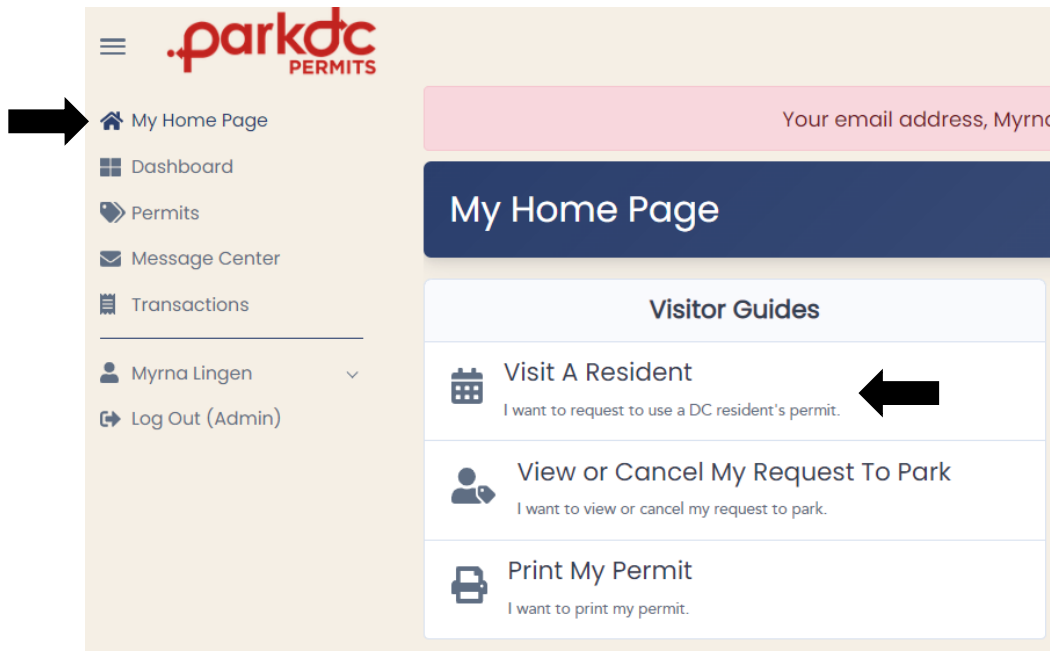 parkdc
PERMITS
My Home Page
Dashboard
Permits
Message Center
Transactions
Myrna Lingen
Log Out (Admin)
Your email address,
My Home Page
Visitor Guides
Visit A Resident
I want to request to use a DC resident's permit.
View or Cancel My Request To Park
I want to view or cancel my request to park.
Print My Permit
I want to print my permit.